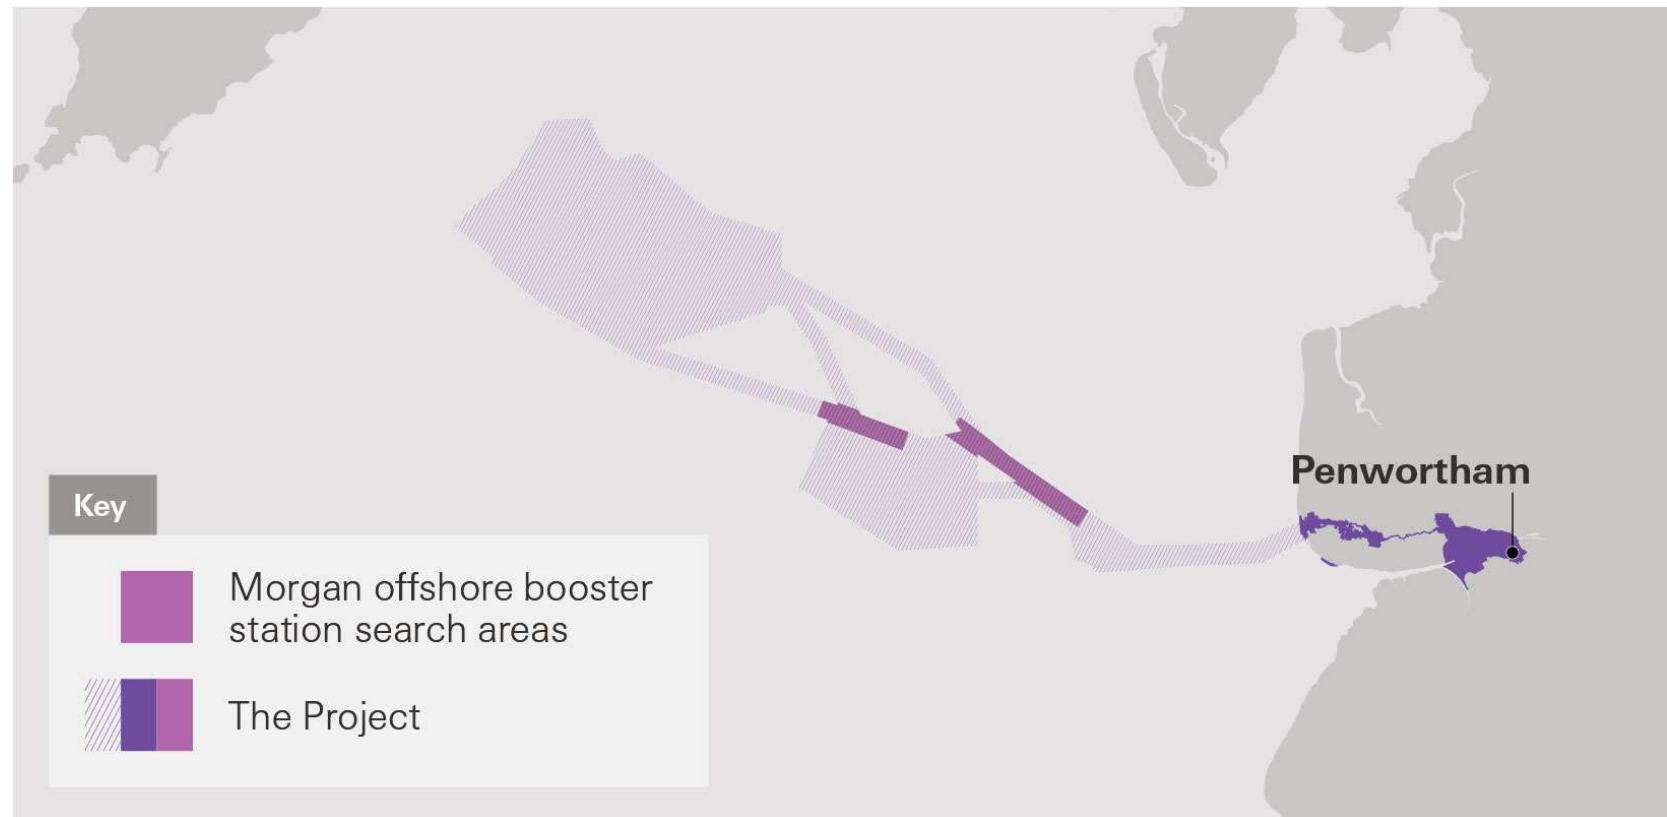 Penwortham
Key
Morgan offshore booster
station search areas
The Project